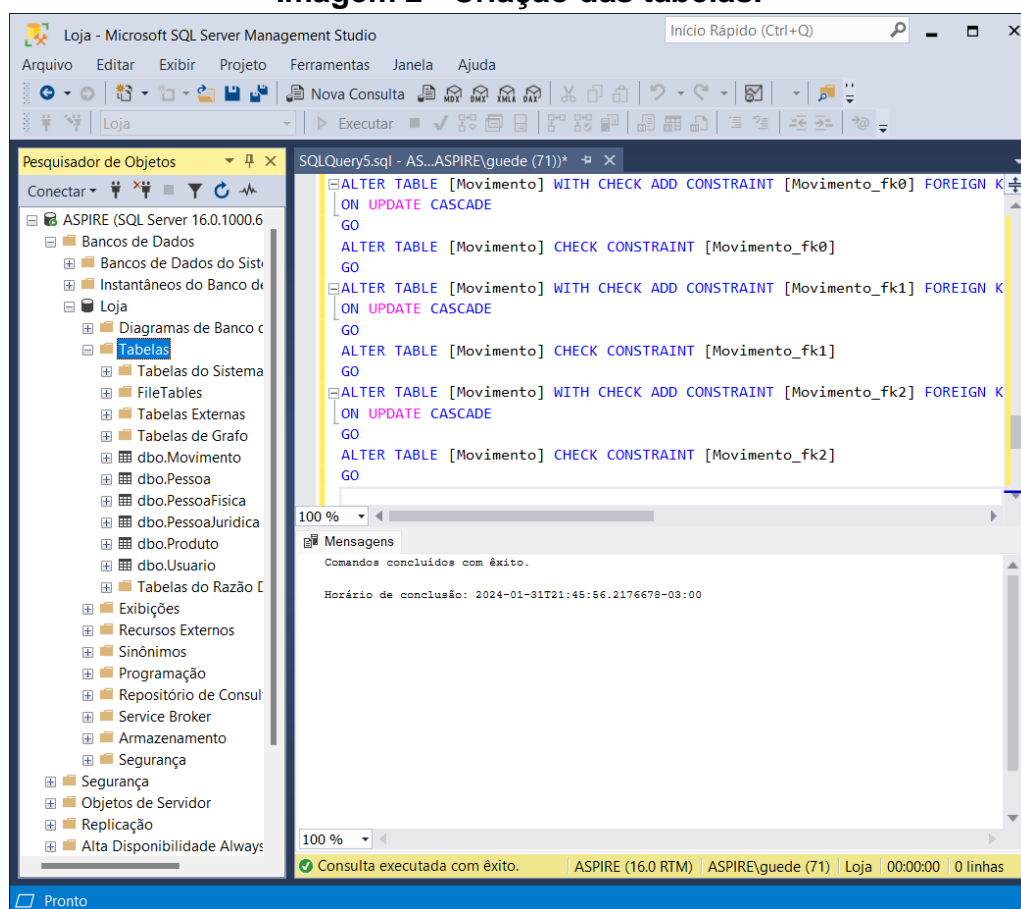 Loja - Microsoft SQL Server Management Studio
Início Rápido (Ctrl+Q)
Arquivo Editar Exibir Projeto Ferramentas Janela Ajuda
Nova Consulta MDX DMX XMLA DAX
Loja Executar
Pesquisador de Objetos
Conectar
ASPIRE (SQL Server 16.0.1000.6
Bancos de Dados
Bancos de Dados do Sist
Instantâneos do Banco de
Loja
Diagramas de Banco
Tabelas
Tabelas do Sistema
FileTables
Tabelas Externas
Tabelas de Grafo
dbo.Movimento
dbo.Pessoa
dbo.PessoaFisica
dbo.PessoaJuridica
dbo.Produto
dbo.Usuario
Tabelas do Razão
Exibições
Recursos Externos
Sinônimos
Programação
Repositório de Consul
Service Broker
Armazenamento
Segurança
Segurança
Objetos de Servidor
Replicação
Alta Disponibilidade Always
SQLQuery5.sql - AS...ASPIRE\guede (71))*
ALTER TABLE [Movimento] WITH CHECK ADD CONSTRAINT [Movimento_fk0] FOREIGN K
ON UPDATE CASCADE
GO
ALTER TABLE [Movimento] CHECK CONSTRAINT [Movimento_fk0]
GO
ALTER TABLE [Movimento] WITH CHECK ADD CONSTRAINT [Movimento_fk1] FOREIGN K
ON UPDATE CASCADE
GO
ALTER TABLE [Movimento] CHECK CONSTRAINT [Movimento_fk1]
GO
ALTER TABLE [Movimento] WITH CHECK ADD CONSTRAINT [Movimento_fk2] FOREIGN K
ON UPDATE CASCADE
GO
ALTER TABLE [Movimento] CHECK CONSTRAINT [Movimento_fk2]
GO
100 %
Mensagens
Comandos concluídos com êxito.
Horário de conclusão: 2024-01-31T21:45:56.2176678-03:00
100 %
Consulta executada com êxito. ASPIRE (16.0 RTM) ASPIRE\guede (71) Loja 00:00:00 0 linhas
Pronto